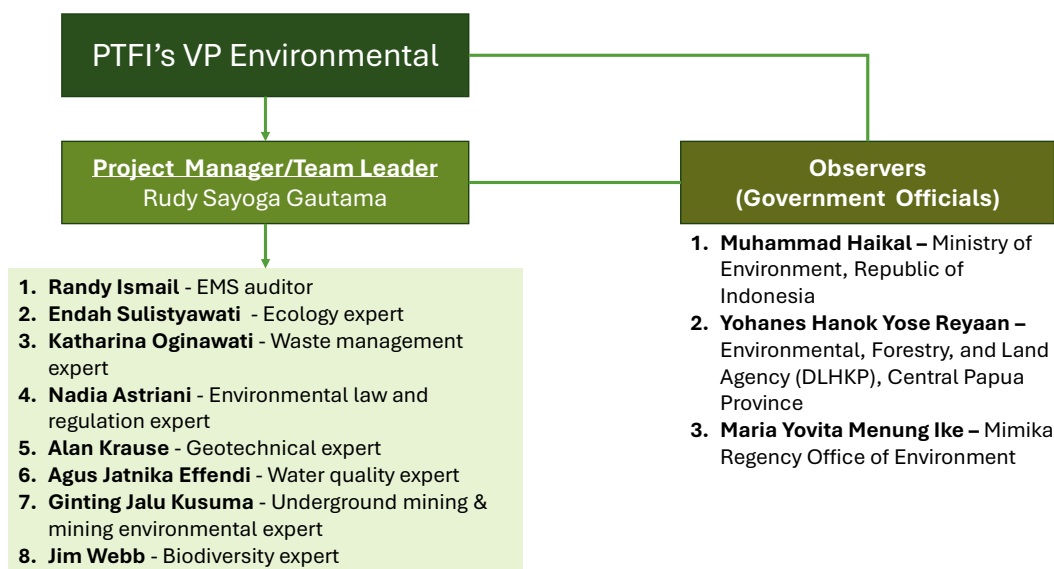 PTFI’s VP Environmental
Project Manager/Team Leader
Rudy Sayoga Gautama
Observers
(Government Officials)
1. Randy Ismail - EMS auditor
2. Endah Sulistyawati - Ecology expert
3. Katharina Oginawati - Waste management
expert
4. Nadia Astriani - Environmental law and
regulation expert
5. Alan Krause - Geotechnical expert
6. Agus Jatnika Effendi - Water quality expert
7. Ginting Jalu Kusuma - Underground mining &
mining environmental expert
8. Jim Webb - Biodiversity expert
1. Muhammad Haikal – Ministry of
Environment, Republic of
Indonesia
2. Yohanes Hanok Yose Reyaan –
Environmental, Forestry, and Land
Agency (DLHKP), Central Papua
Province
3. Maria Yovita Menung Ike – Mimika
Regency Office of Environment